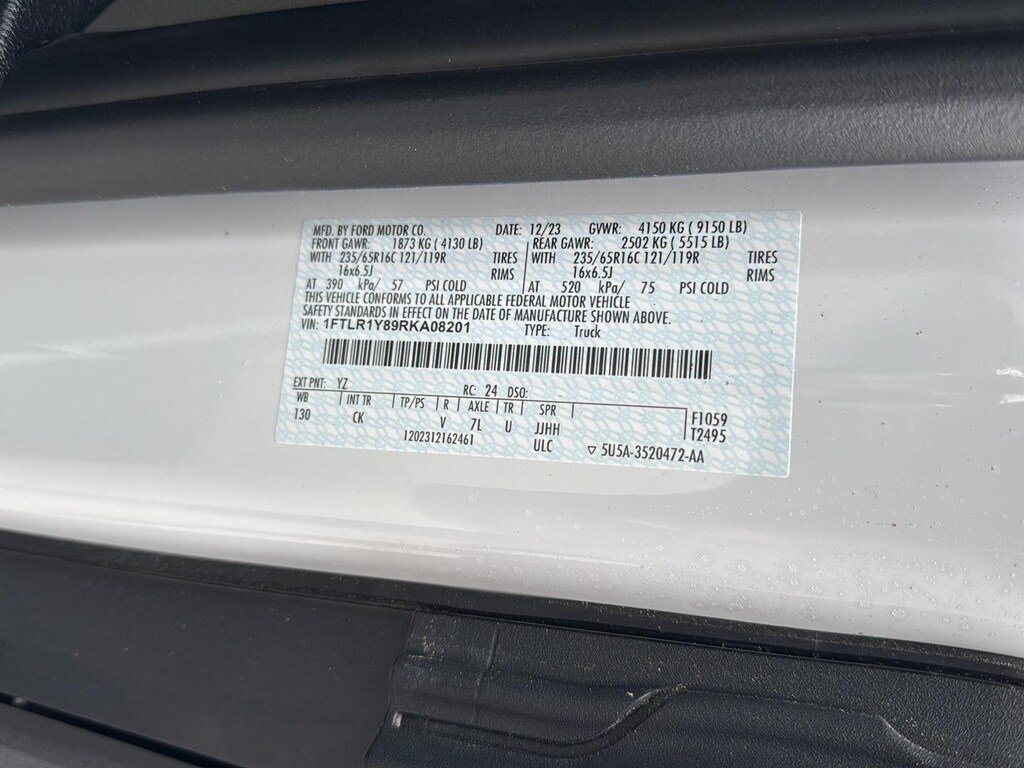 MFD. BY FORD MOTOR CO. DATE: 12/23 GVWR: 4150 KG ( 9150 LB)
FRONT GAWR: 1873 KG ( 4130 LB) REAR GAWR: 2502 KG ( 5515 LB)
WITH 235/65R16C 121/119R TIRES WITH 235/65R16C 121/119R TIRES
16x6.5J RIMS 16x6.5J RIMS
AT 390 kPa/ 57 PSI COLD AT 520 kPa/ 75 PSI COLD
THIS VEHICLE CONFORMS TO ALL APPLICABLE FEDERAL MOTOR VEHICLE
SAFETY STANDARDS IN EFFECT ON THE DATE OF MANUFACTURE SHOWN ABOVE.
VIN: 1FTLR1Y89RKA08201 TYPE: Truck
EXT PNT: YZ RC: 24 DSO:
WB INT TR TP/PS R AXLE TR SPR F1059
130 CK V 7L U JJHH T2495
1202312162461 ULC ▽ 5U5A-3520472-AA